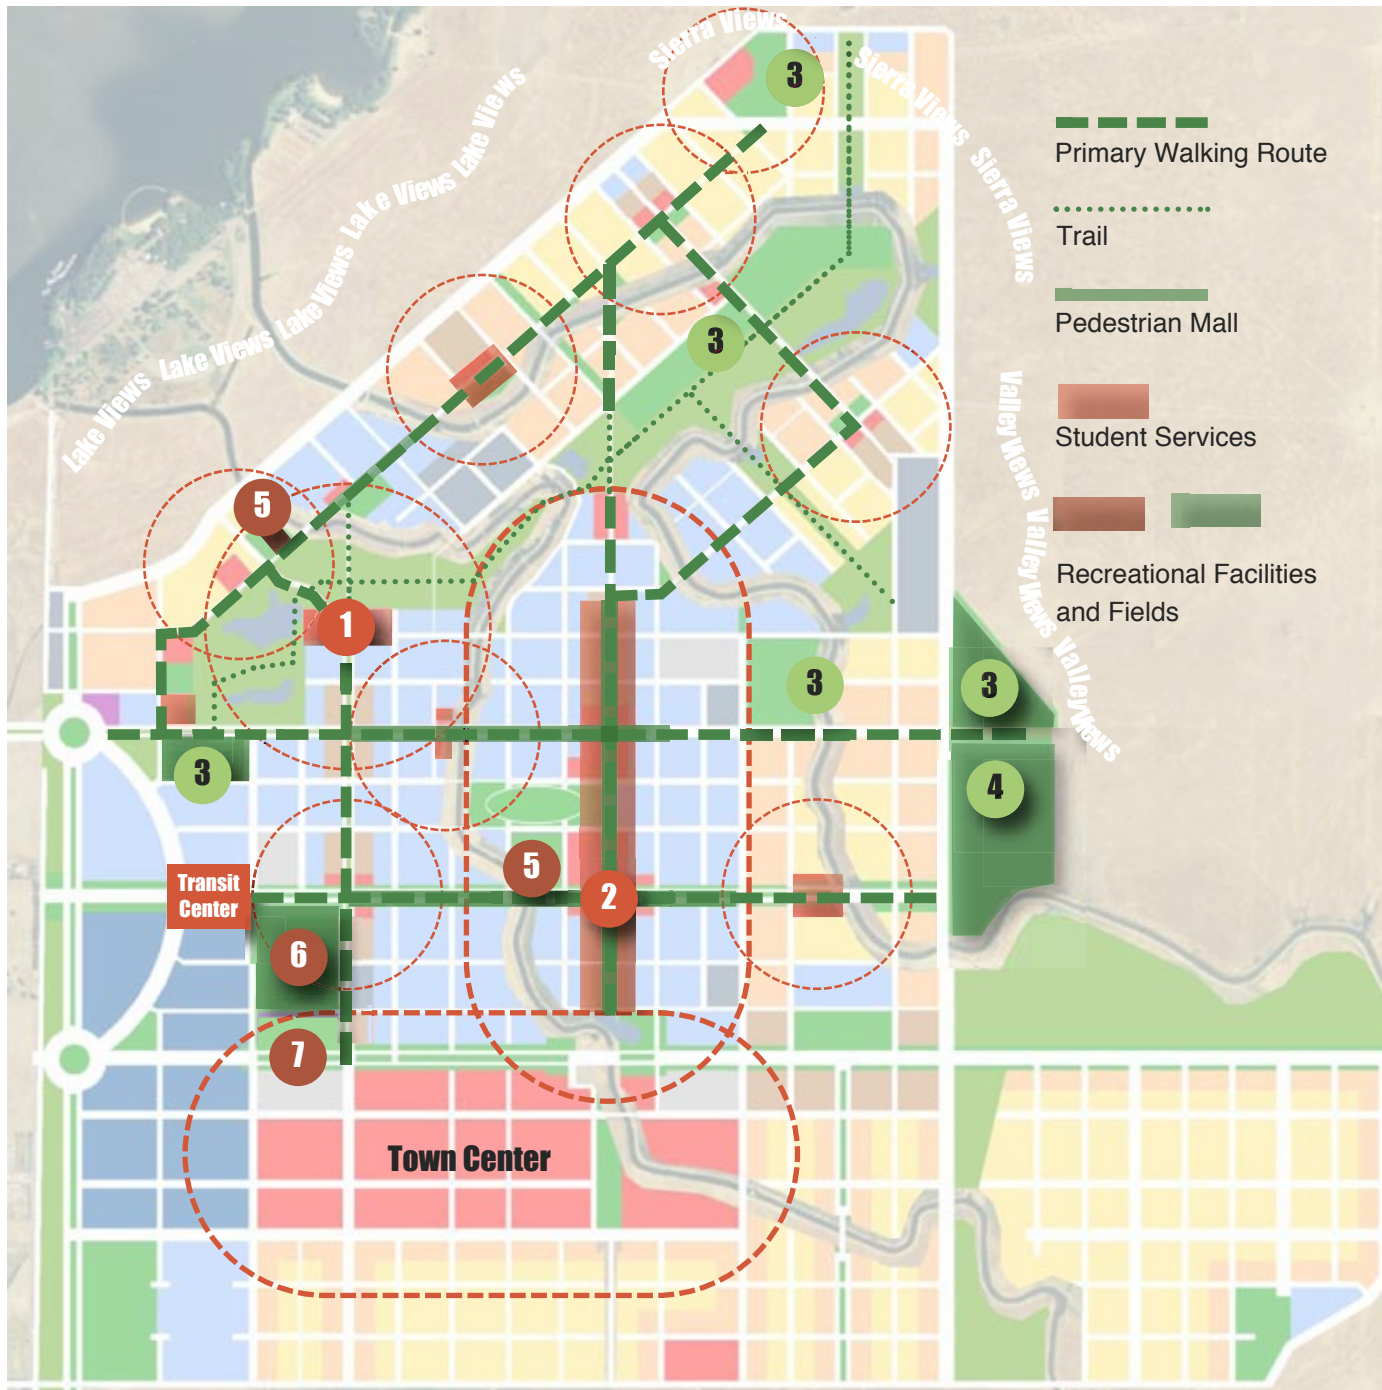 Sierra Views
Sierra Views
Sierra Views
Lake Views
Lake Views
Lake Views
Lake Views
Lake Views
Lake Views
Valley Views
Valley Views
Valley Views
Primary Walking Route
Trail
Pedestrian Mall
Student Services
Recreational Facilities
and Fields
3
3
5
1
3
3
3
4
5
2
Transit
Center
6
7
Town Center